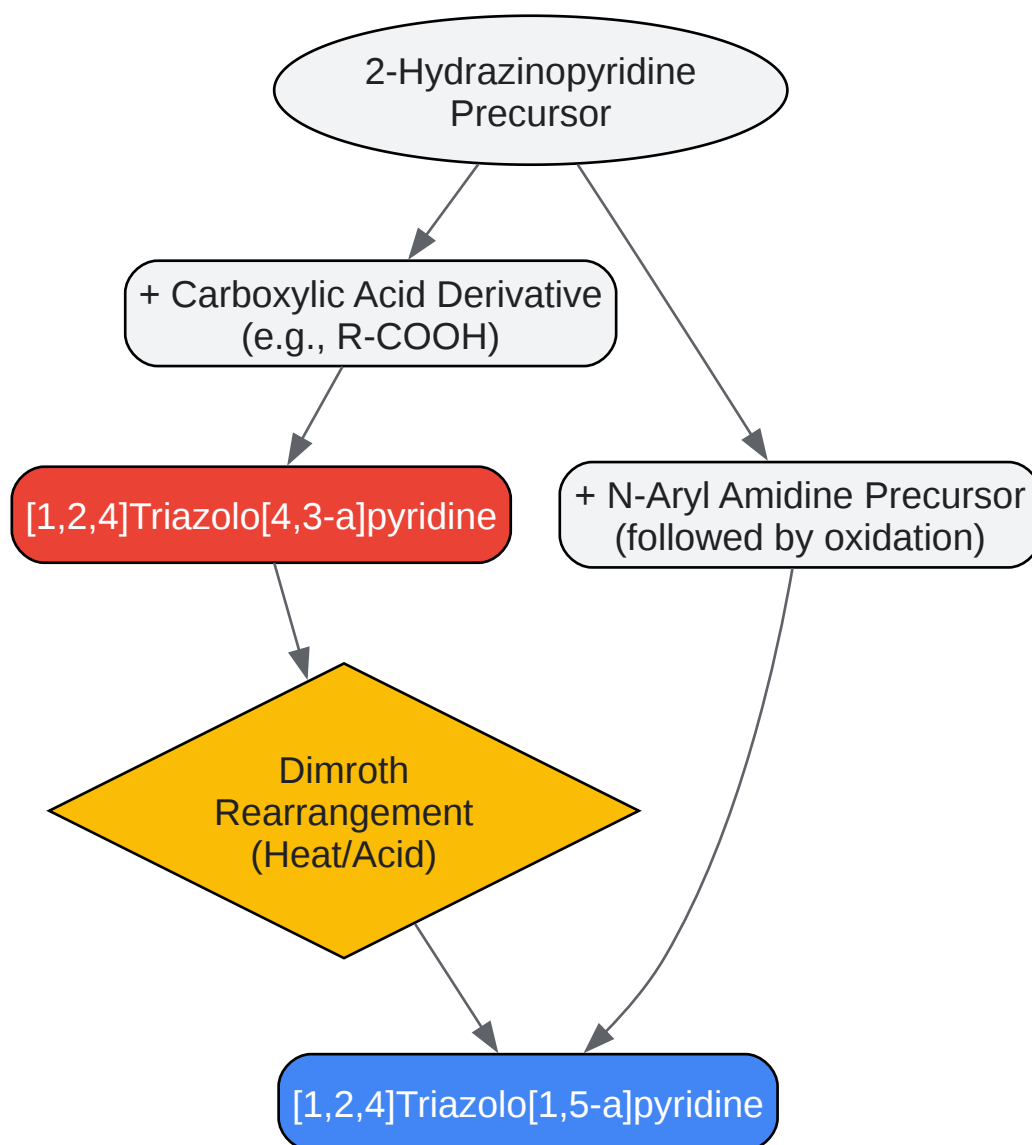 2-Hydrazinopyridine
Precursor
+ Carboxylic Acid Derivative
(e.g., R-COOH)
[1,2,4]Triazolo[4,3-a]pyridine
+ N-Aryl Amidine Precursor
(followed by oxidation)
Dimroth
Rearrangement
(Heat/Acid)
[1,2,4]Triazolo[1,5-a]pyridine